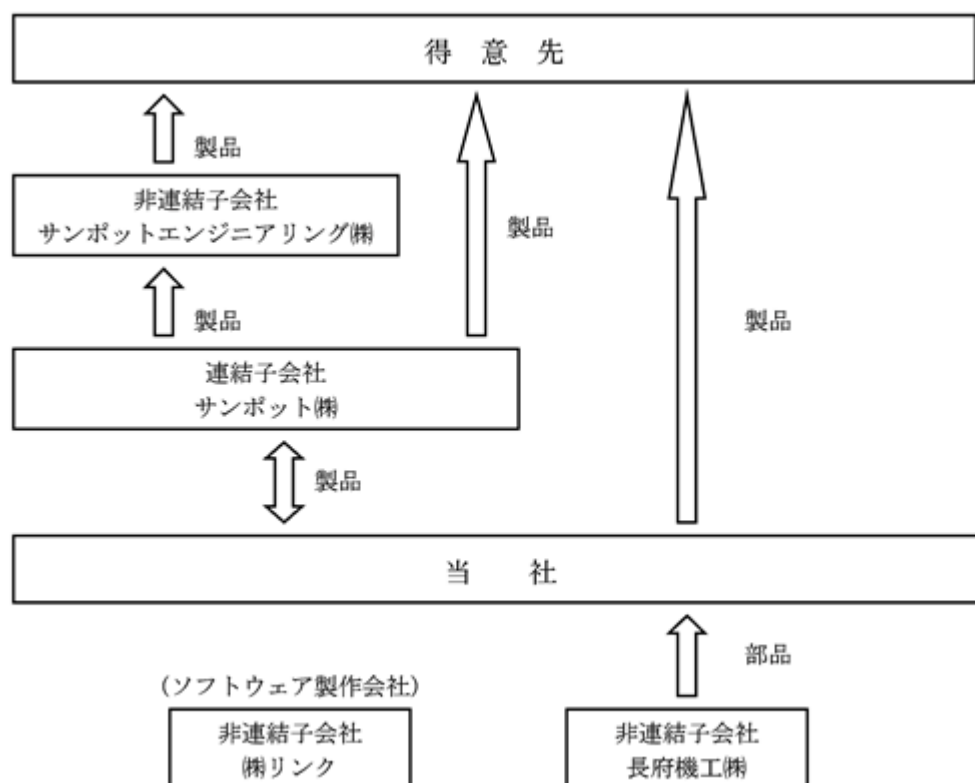 得意先
製品
非連結子会社
サンポットエンジニアリング㈱
製品
製品
製品
連結子会社
サンポット㈱
製品
当社
部品
(ソフトウェア製作会社)
非連結子会社
㈱リンク
非連結子会社
長府機工㈱